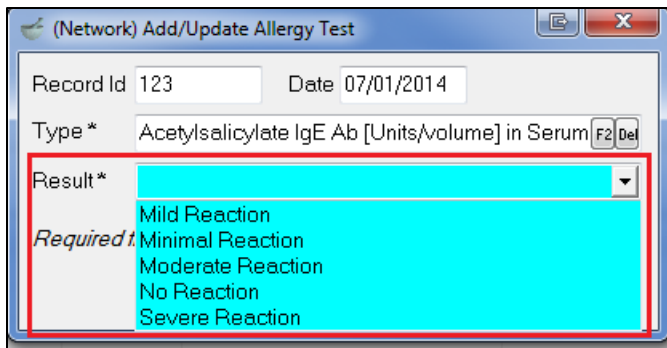 (Network) Add/Update Allergy Test
Record Id 123 Date 07/01/2014
Type * Acetylsalicylate IgE Ab [Units/volume] in Serum F2 Del
Result *
Mild Reaction
Required Minimal Reaction
Moderate Reaction
No Reaction
Severe Reaction